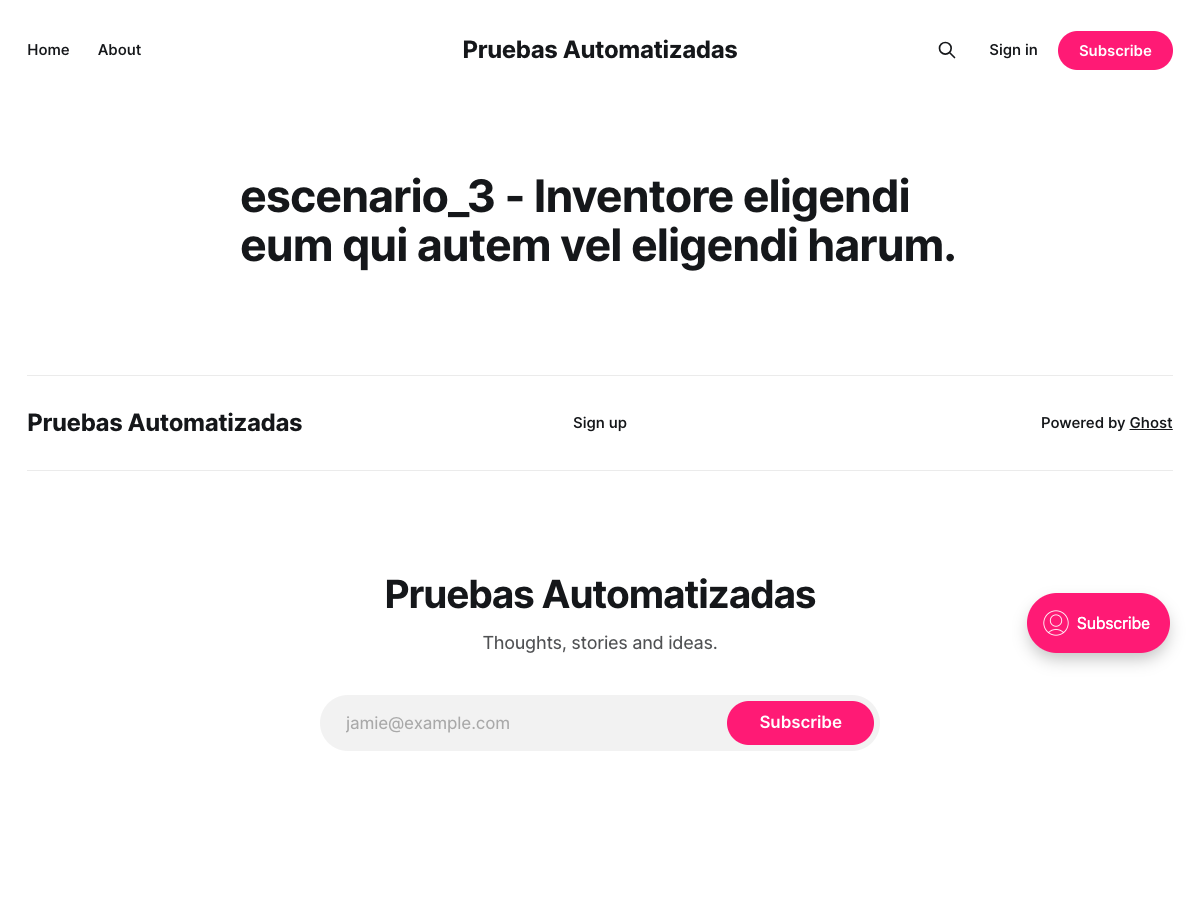 Home About Pruebas Automatizadas Sign in Subscribe
escenario_3 - Inventore eligendi
eum qui autem vel eligendi harum.
Pruebas Automatizadas Sign up Powered by Ghost
Pruebas Automatizadas
Thoughts, stories and ideas.
Subscribe
jamie@example.com Subscribe